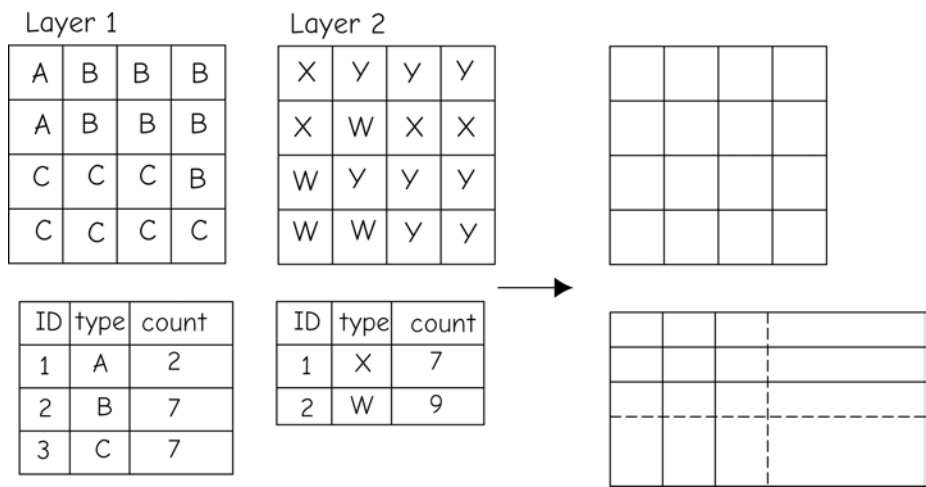 Layer 1
A B B B
A B B B
C C C B
C C C C
ID type count
1 A 2
2 B 7
3 C 7
Layer 2
X Y Y Y
X W X X
W Y Y Y
W W Y Y
ID type count
1 X 7
2 W 9